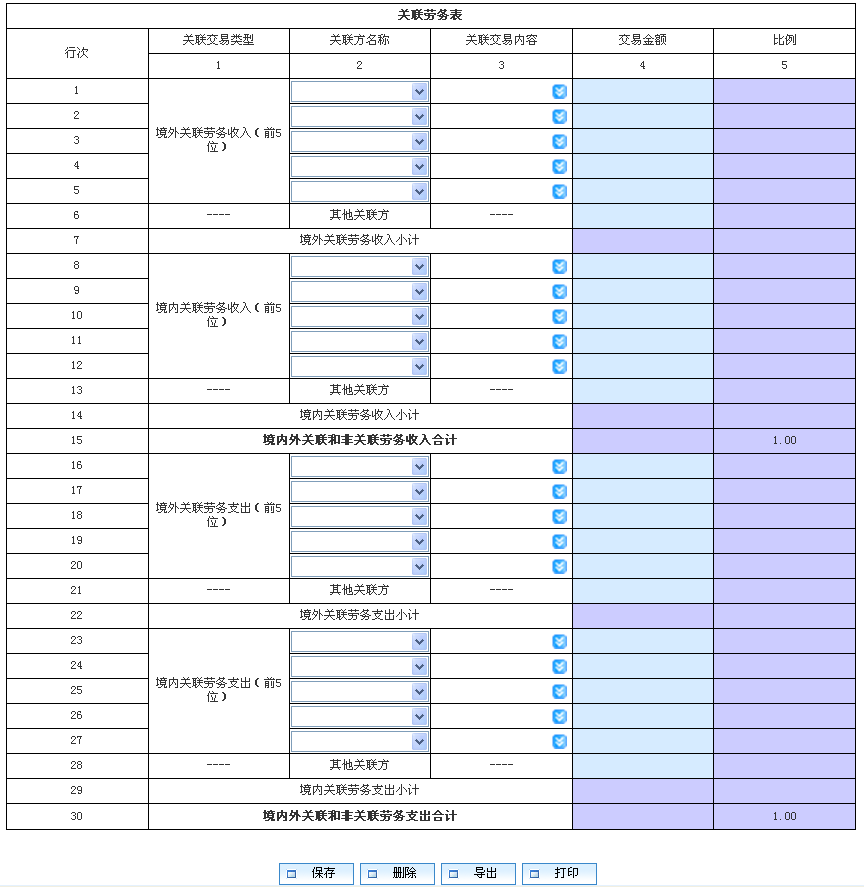 关联劳务表
行次 关联交易类型 关联方名称 关联交易内容 交易金额 比例
1 2 3 4 5
1
2
境外关联劳务收入(前5
3
位)
4
5
6 ---- 其他关联方 ----
7 境外关联劳务收入小计
8
9
境内关联劳务收入(前5
10
位)
11
12
13 ---- 其他关联方 ----
14 境内关联劳务收入小计
15 境内外关联和非关联劳务收入合计 1.00
16
17
境外关联劳务支出(前5
18
位)
19
20
21 ---- 其他关联方 ----
22 境外关联劳务支出小计
23
24
境内关联劳务支出(前5
25
位)
26
27
28 ---- 其他关联方 ----
29 境内关联劳务支出小计
30 境内外关联和非关联劳务支出合计 1.00
保存 删除 导出 打印